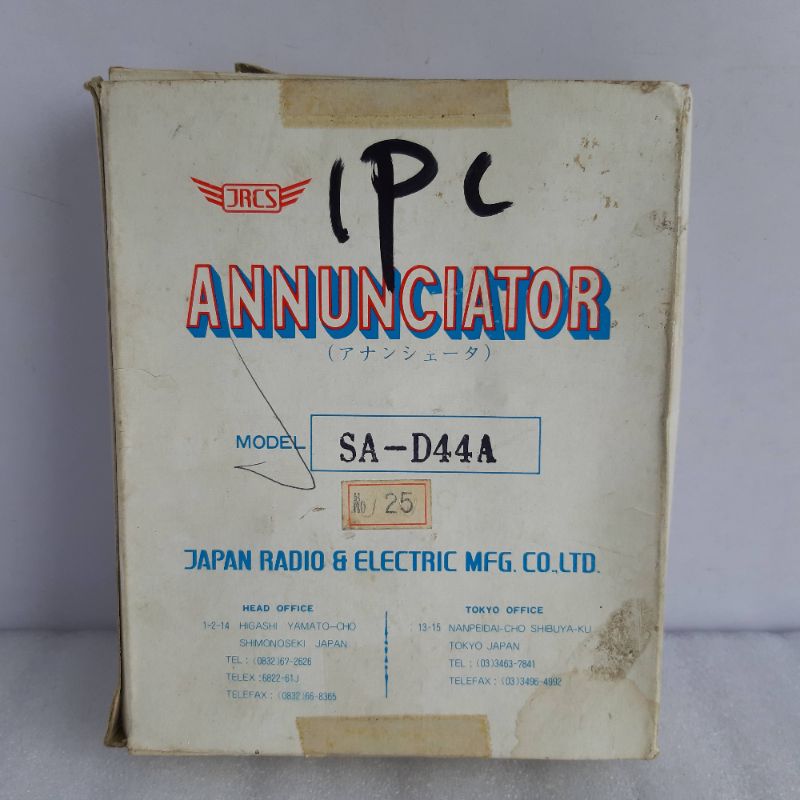 1PC
JRCS
ANNUNCIATOR
(アナンシェータ)
MODEL SA-D44A
No 25
JAPAN RADIO & ELECTRIC MFG. CO.,LTD.
HEAD OFFICE
1-2-14 HIGASHI YAMATO-CHO
SHIMONOSEKI JAPAN
TEL : (0832)67-2626
TELEX : 6822-61J
TELEFAX : (0832)66-8365
TOKYO OFFICE
13-15 NANPEIDAI-CHO SHIBUYA-KU
TOKYO JAPAN
TEL : (03)3463-7841
TELEFAX : (03)3496-4992